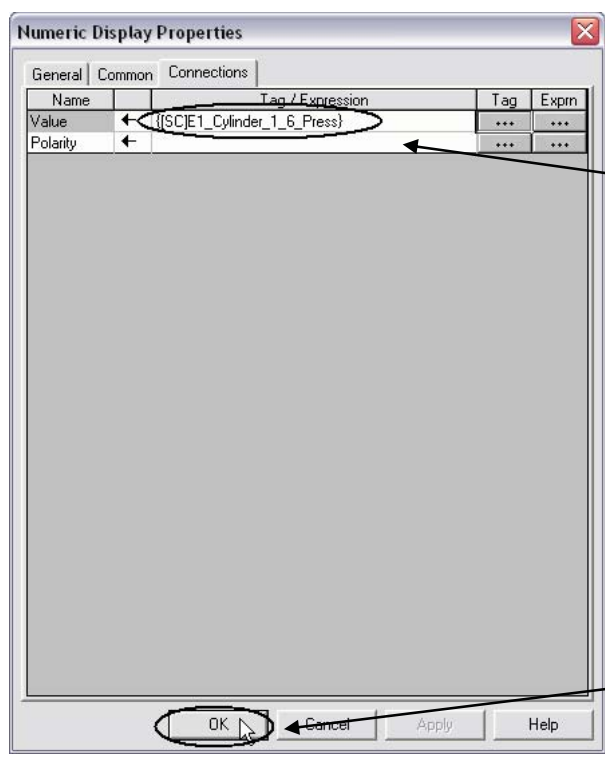 Numeric Display Properties
General Common Connections
Name Tag / Expression Tag Exprn
Value {[SC]E1_Cylinder_1_6_Press} ... ...
Polarity ... ...
OK Cancel Apply Help